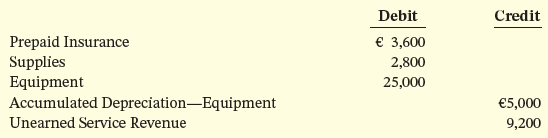 Debit Credit
Prepaid Insurance € 3,600
Supplies 2,800
Equipment 25,000
Accumulated Depreciation—Equipment €5,000
Unearned Service Revenue 9,200